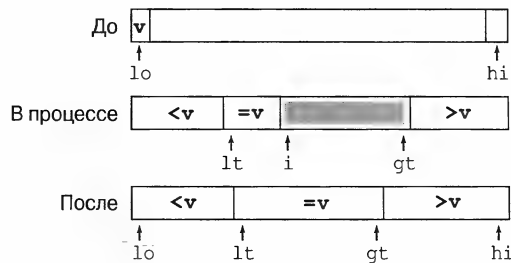 До v
lo hi
В процессе <v =v >v
lt i gt
После <v =v >v
lo lt gt hi